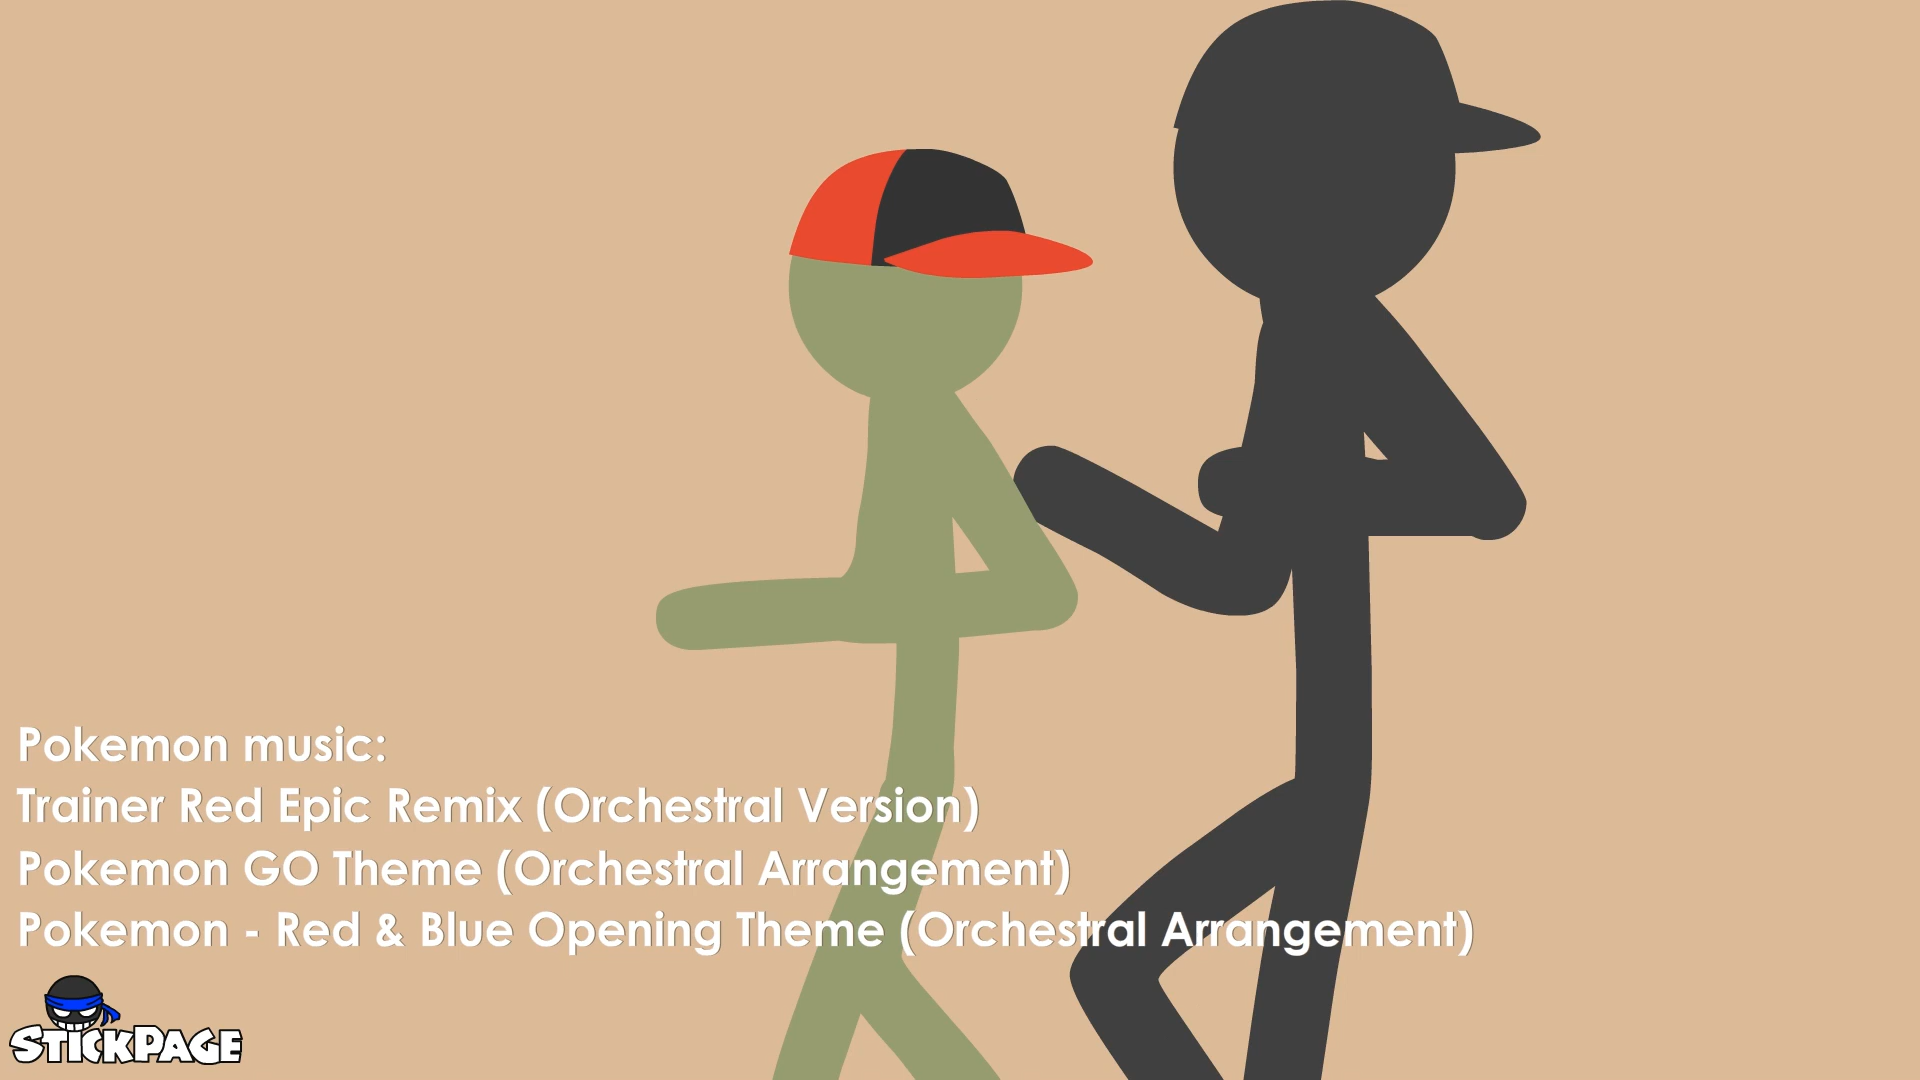 Pokemon music:
Trainer Red Epic Remix (Orchestral Version)
Pokemon GO Theme (Orchestral Arrangement)
Pokemon - Red & Blue Opening Theme (Orchestral Arrangement)
STICKPAGE